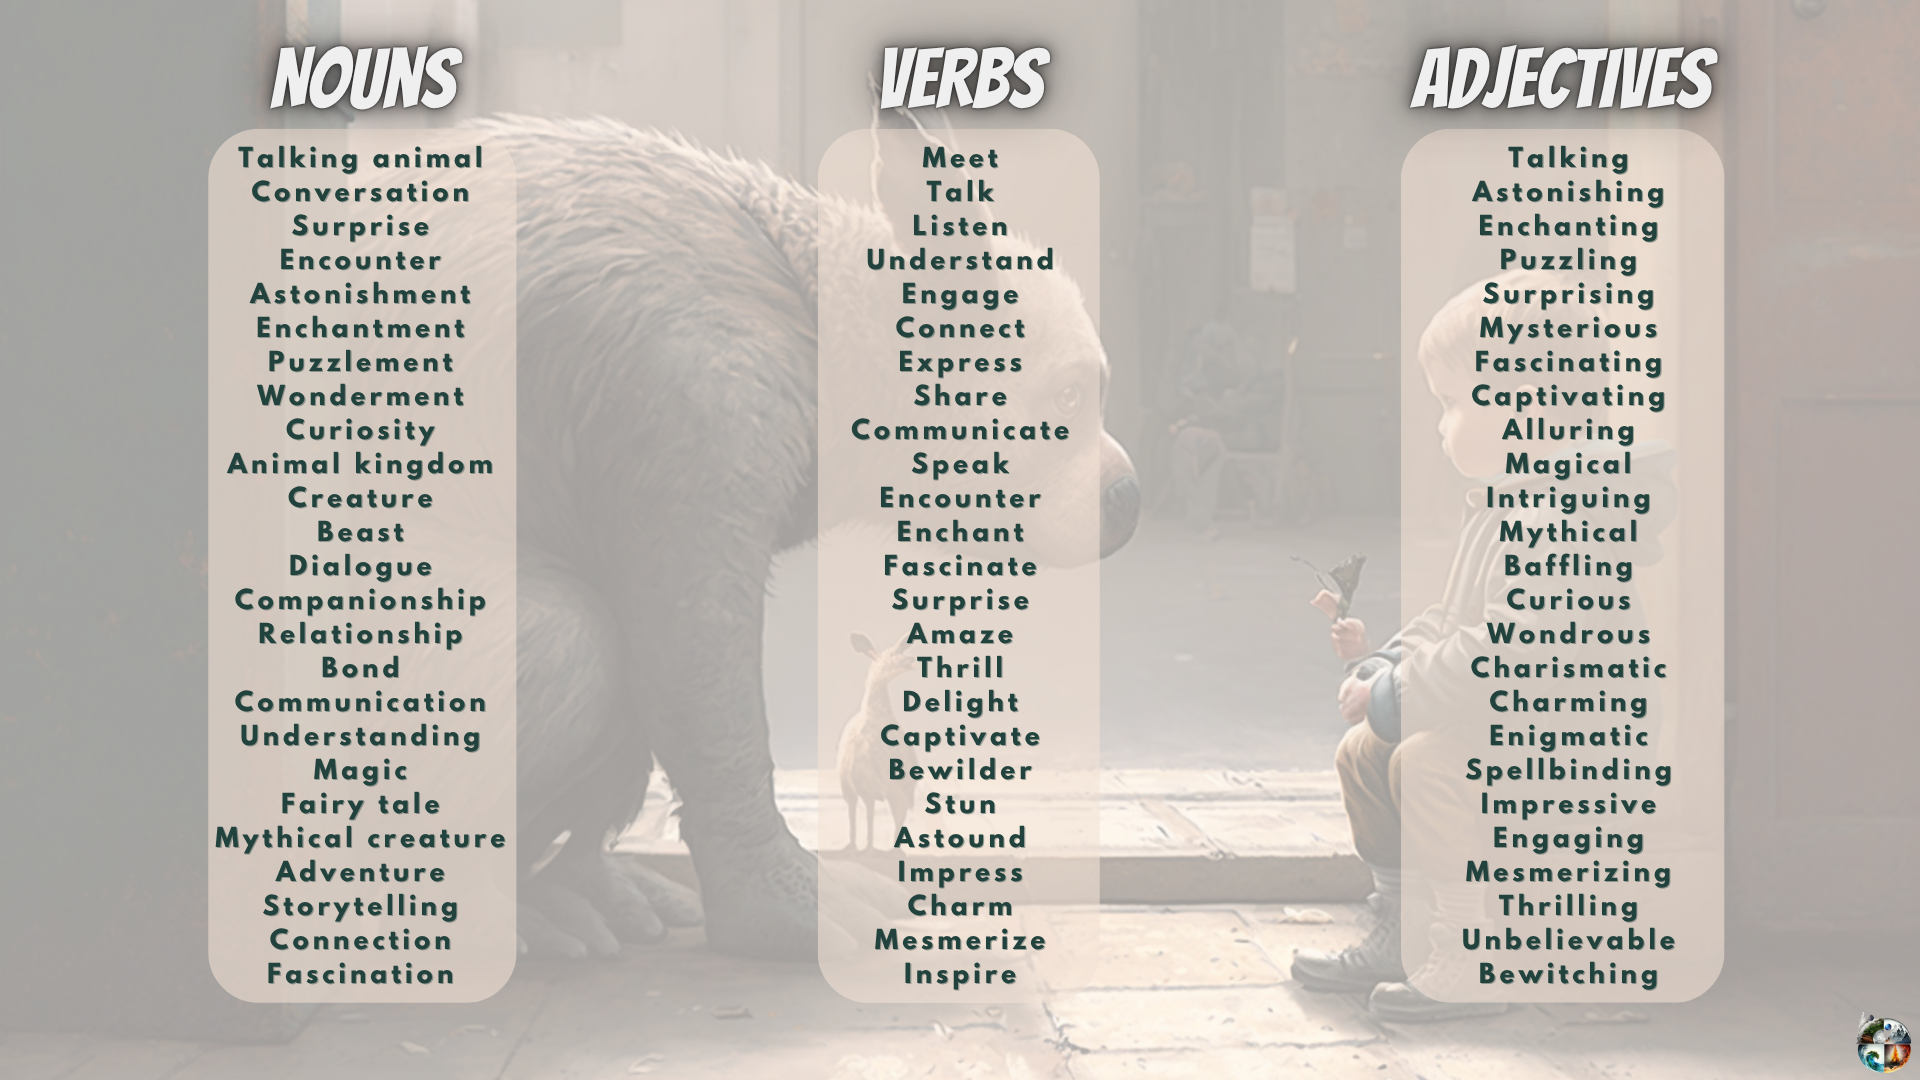 NOUNS
Talking animal
Conversation
Surprise
Encounter
Astonishment
Enchantment
Puzzlement
Wonderment
Curiosity
Animal kingdom
Creature
Beast
Dialogue
Companionship
Relationship
Bond
Communication
Understanding
Magic
Fairy tale
Mythical creature
Adventure
Storytelling
Connection
Fascination
VERBS
Meet
Talk
Listen
Understand
Engage
Connect
Express
Share
Communicate
Speak
Encounter
Enchant
Fascinate
Surprise
Amaze
Thrill
Delight
Captivate
Bewilder
Stun
Astound
Impress
Charm
Mesmerize
Inspire
ADJECTIVES
Talking
Astonishing
Enchanting
Puzzling
Surprising
Mysterious
Fascinating
Captivating
Alluring
Magical
Intriguing
Mythical
Baffling
Curious
Wondrous
Charismatic
Charming
Enigmatic
Spellbinding
Impressive
Engaging
Mesmerizing
Thrilling
Unbelievable
Bewitching